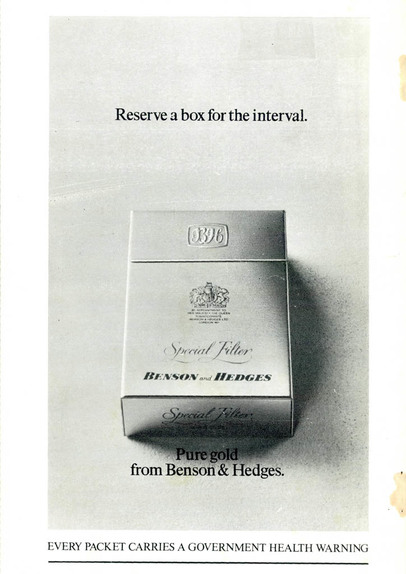 Reserve a box for the interval.
Special Filter
BENSON and HEDGES
Special Filter
Pure gold
from Benson & Hedges.
EVERY PACKET CARRIES A GOVERNMENT HEALTH WARNING